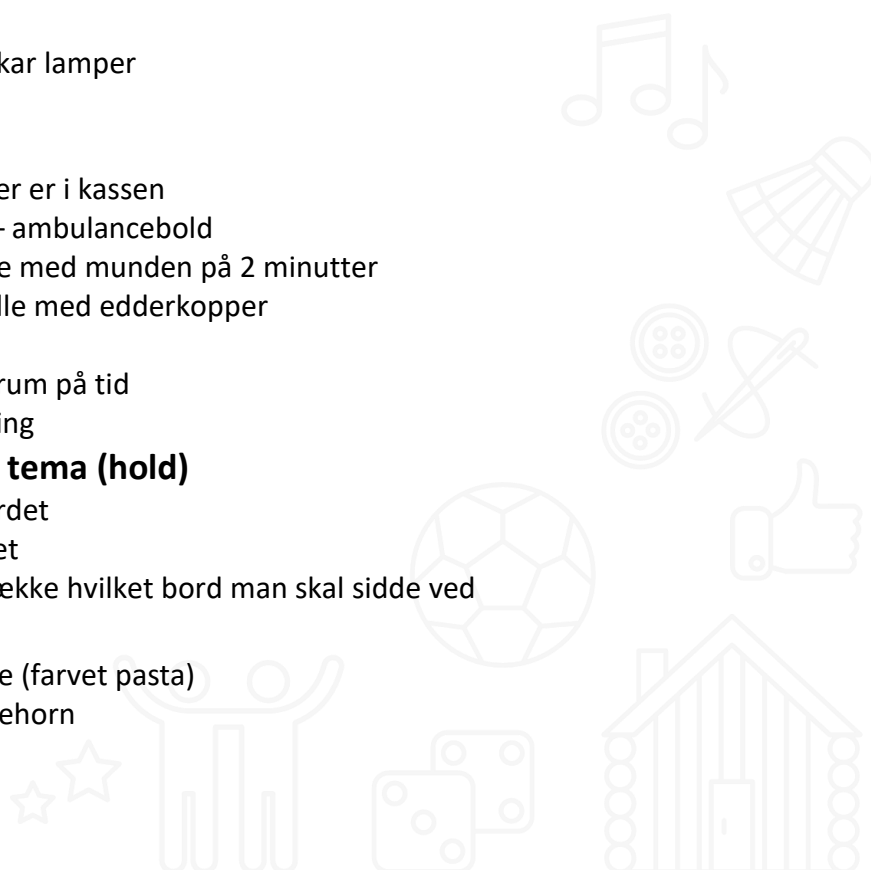 kar lamper
er er i kassen
- ambulancebold
e med munden på 2 minutter
lle med edderkopper
rum på tid
ing
tema (hold)
rdet
et
ække hvilket bord man skal sidde ved
e (farvet pasta)
ehorn